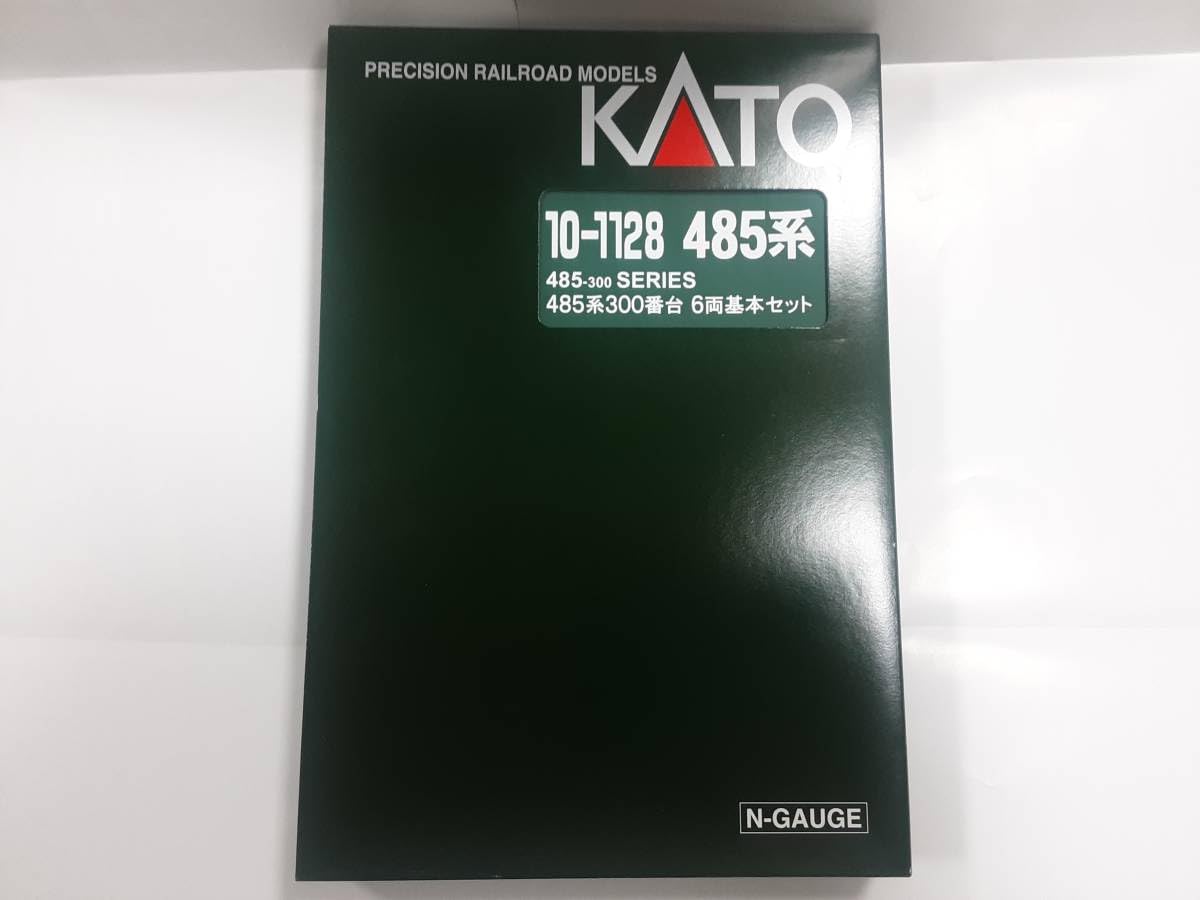 PRECISION RAILROAD MODELS
KATO
10-1128 485系
485-300 SERIES
485系300番台 6両基本セット
N-GAUGE